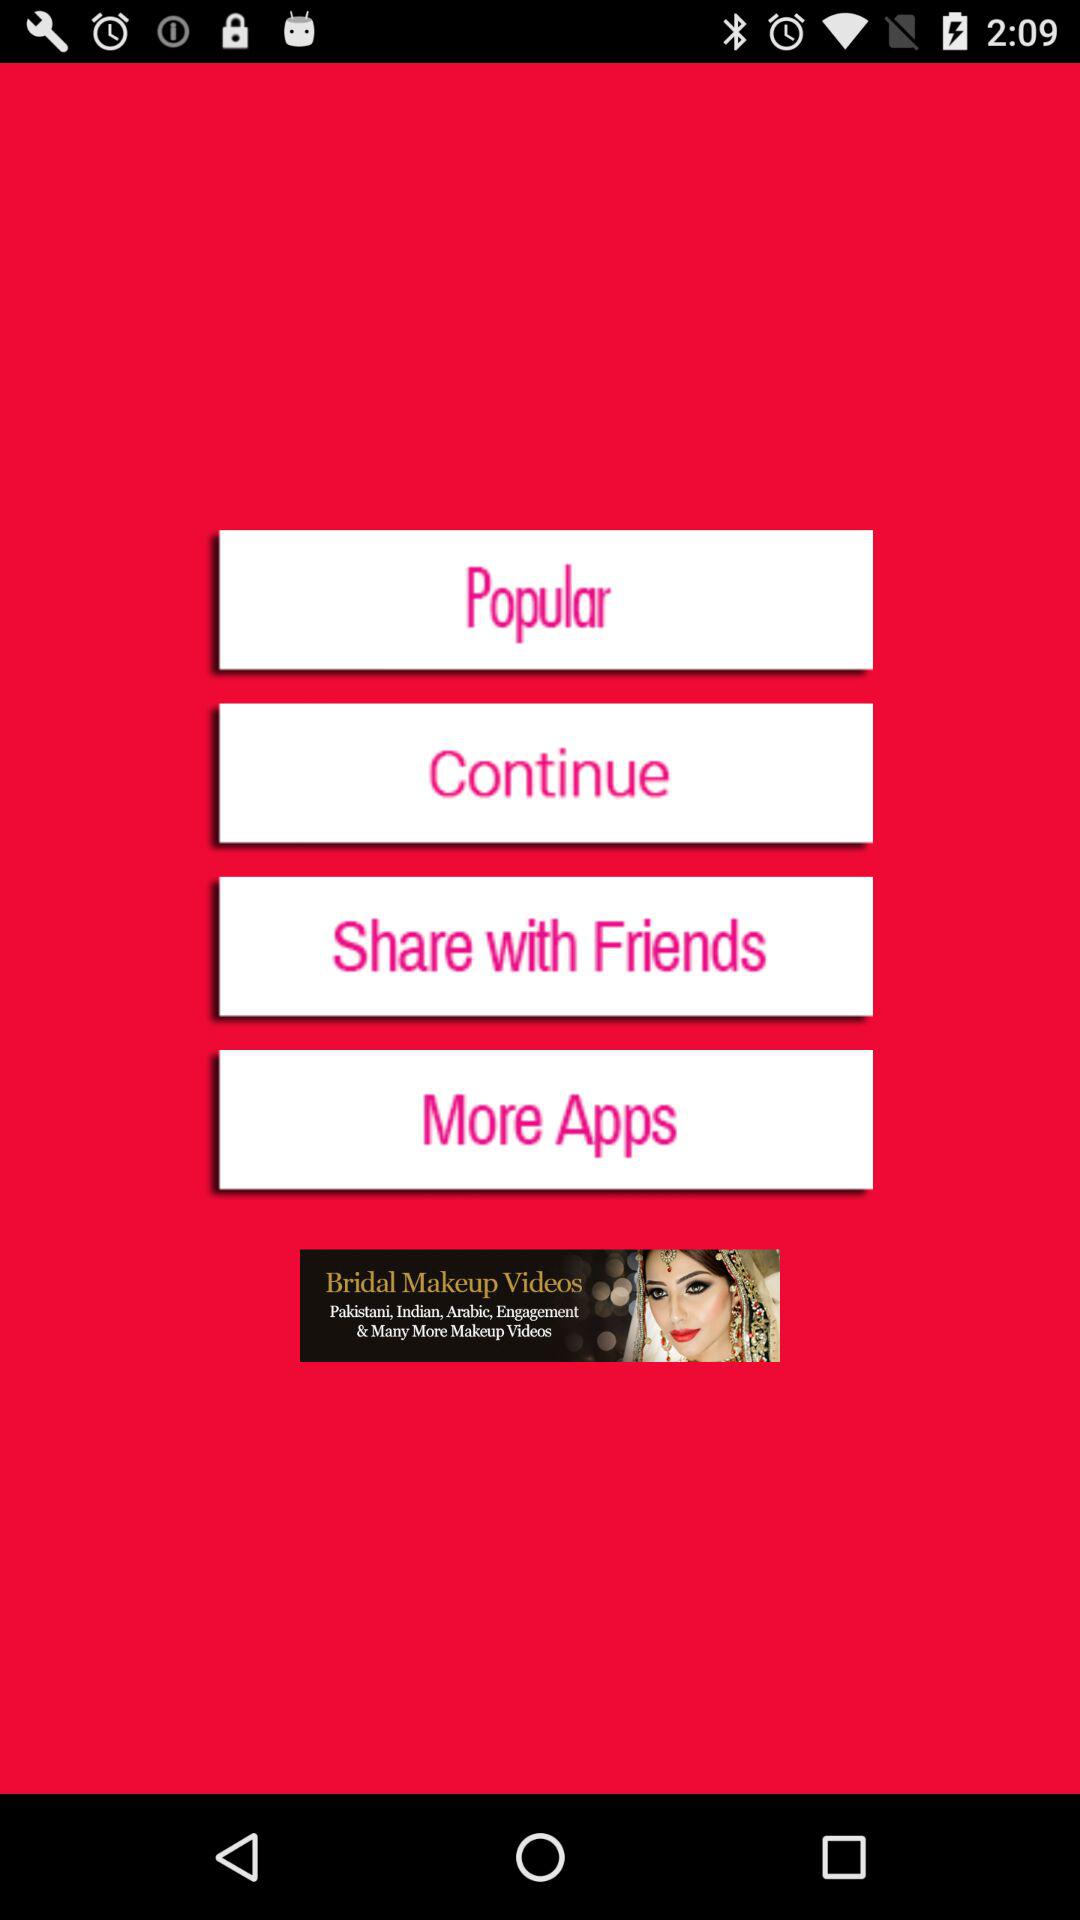 2:09
Popular
Continue
Share with Friends
More Apps
Bridal Makeup Videos
Pakistani, Indian, Arabic, Engagement
& Many More Makeup Videos